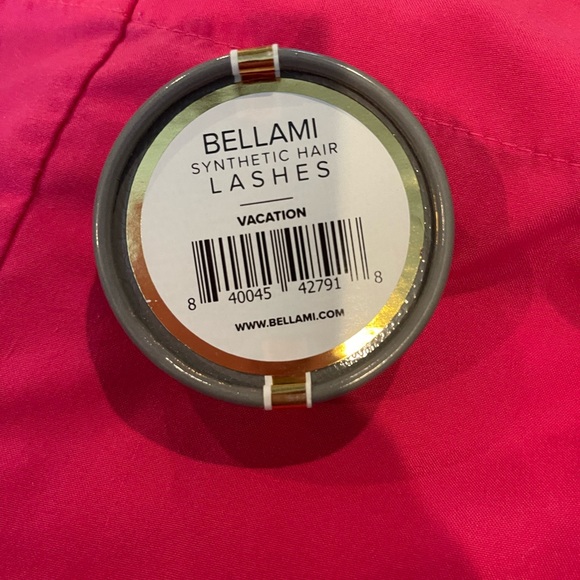 BELLAMI
SYNTHETIC HAIR
LASHES
VACATION
8 40045 42791 8
WWW.BELLAMI.COM